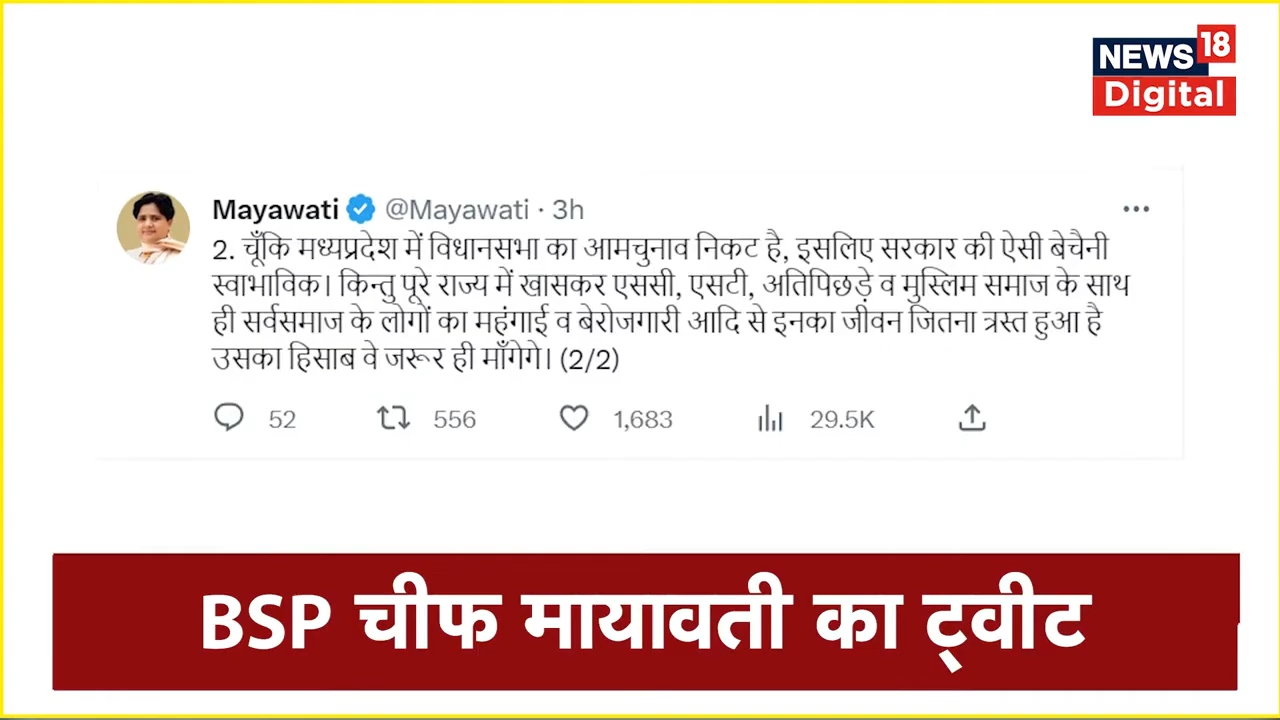 NEWS 18
Digital
Mayawati @Mayawati · 3h
2. चूँकि मध्यप्रदेश में विधानसभा का आमचुनाव निकट है, इसलिए सरकार की ऐसी बेचैनी
स्वाभाविक। किन्तु पूरे राज्य में खासकर एससी, एसटी, अतिपिछड़े व मुस्लिम समाज के साथ
ही सर्वसमाज के लोगों का महंगाई व बेरोजगारी आदि से इनका जीवन जितना त्रस्त हुआ है
उसका हिसाब वे जरूर ही माँगेगे। (2/2)
52 556 1,683 29.5K
BSP चीफ मायावती का ट्वीट